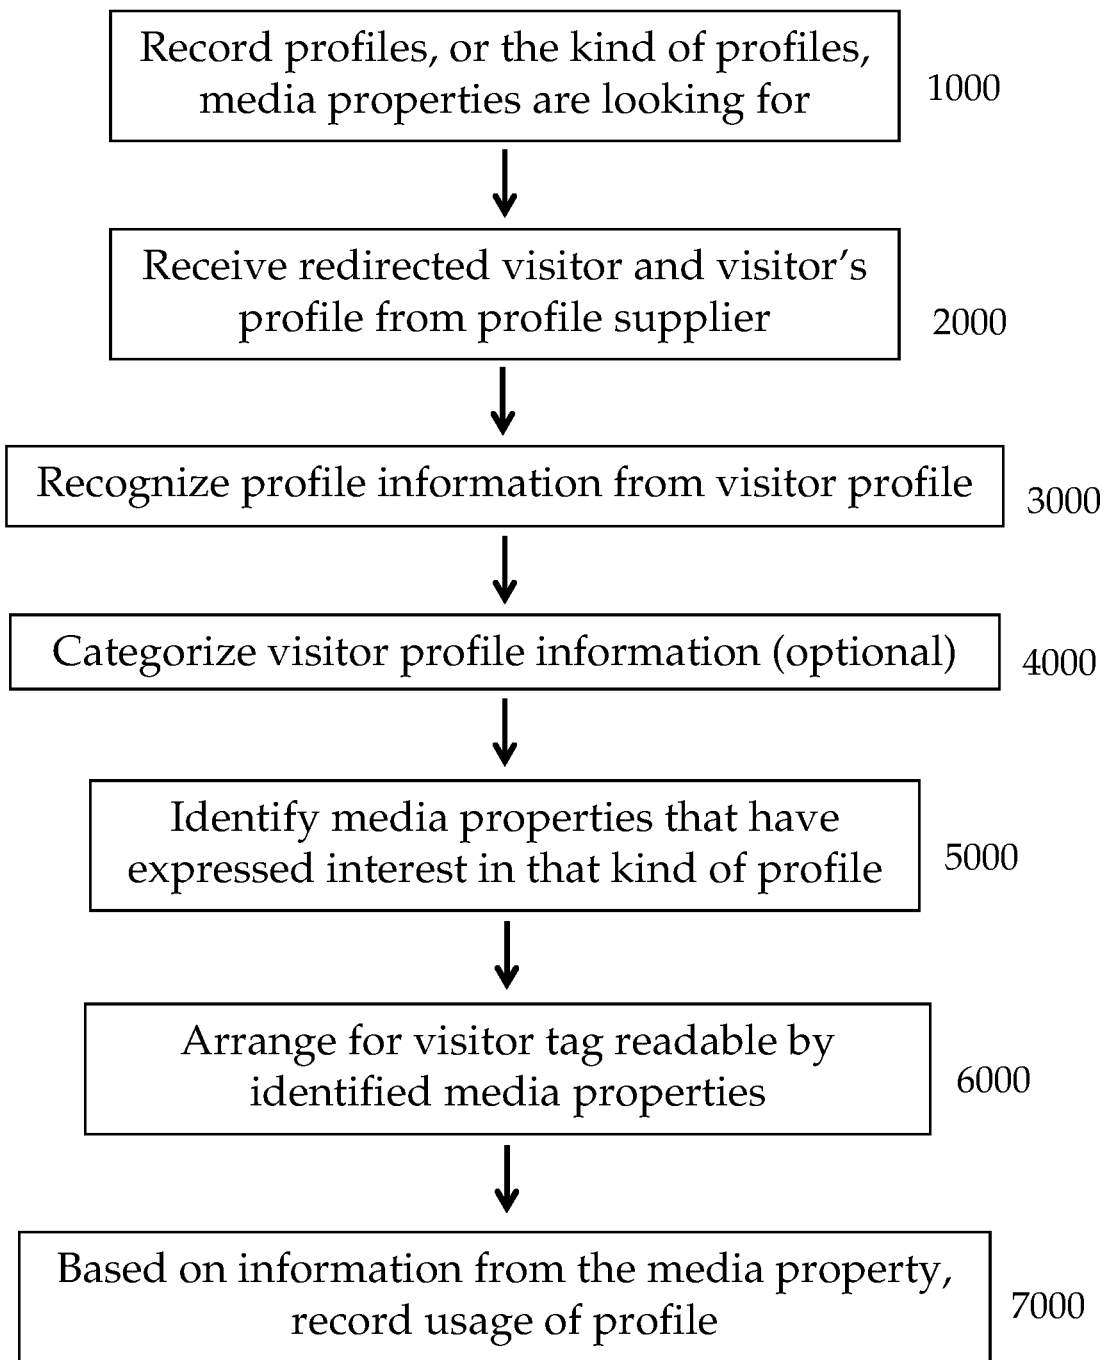 Record profiles, or the kind of profiles,
media properties are looking for
1000
Receive redirected visitor and visitor’s
profile from profile supplier
2000
Recognize profile information from visitor profile
3000
Categorize visitor profile information (optional)
4000
Identify media properties that have
expressed interest in that kind of profile
5000
Arrange for visitor tag readable by
identified media properties
6000
Based on information from the media property,
record usage of profile
7000